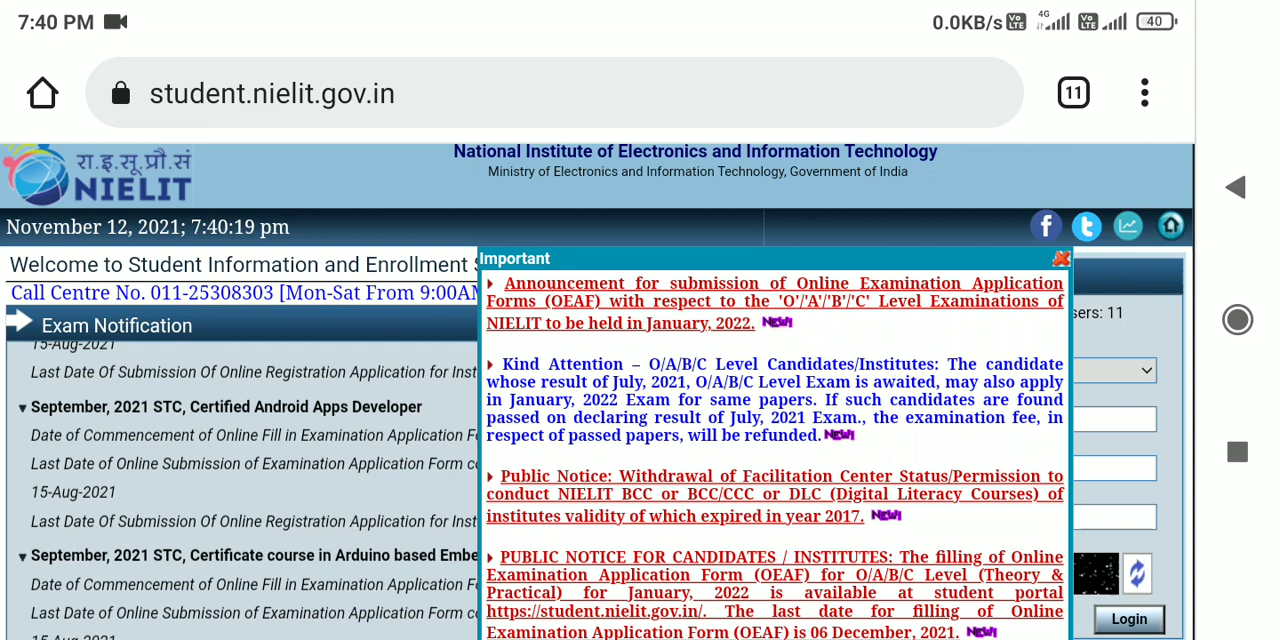 7:40 PM
0.0KB/s Vo LTE 4G Vo LTE 40
student.nielit.gov.in
11
रा.इ.सू.प्रौ.सं
NIELIT
National Institute of Electronics and Information Technology
Ministry of Electronics and Information Technology, Government of India
November 12, 2021; 7:40:19 pm
Welcome to Student Information and Enrollment
Call Centre No. 011-25308303 [Mon-Sat From 9:00AM
Exam Notification
15-Aug-2021
Last Date Of Submission Of Online Registration Application for Inst
September, 2021 STC, Certified Android Apps Developer
Date of Commencement of Online Fill in Examination Application F
Last Date of Online Submission of Examination Application Form c
15-Aug-2021
Last Date Of Submission Of Online Registration Application for Inst
September, 2021 STC, Certificate course in Arduino based Embe
Date of Commencement of Online Fill in Examination Application F
Last Date of Online Submission of Examination Application Form c
15-Aug-2021
Important
Announcement for submission of Online Examination Application
Forms (OEAF) with respect to the 'O'/'A'/'B'/'C' Level Examinations of
NIELIT to be held in January, 2022. NEW!
Kind Attention – O/A/B/C Level Candidates/Institutes: The candidate
whose result of July, 2021, O/A/B/C Level Exam is awaited, may also apply
in January, 2022 Exam for same papers. If such candidates are found
passed on declaring result of July, 2021 Exam., the examination fee, in
respect of passed papers, will be refunded. NEW!
Public Notice: Withdrawal of Facilitation Center Status/Permission to
conduct NIELIT BCC or BCC/CCC or DLC (Digital Literacy Courses) of
institutes validity of which expired in year 2017. NEW!
PUBLIC NOTICE FOR CANDIDATES / INSTITUTES: The filling of Online
Examination Application Form (OEAF) for O/A/B/C Level (Theory &
Practical) for January, 2022 is available at student portal
https://student.nielit.gov.in/. The last date for filling of Online
Examination Application Form (OEAF) is 06 December, 2021. NEW!
sers: 11
Login